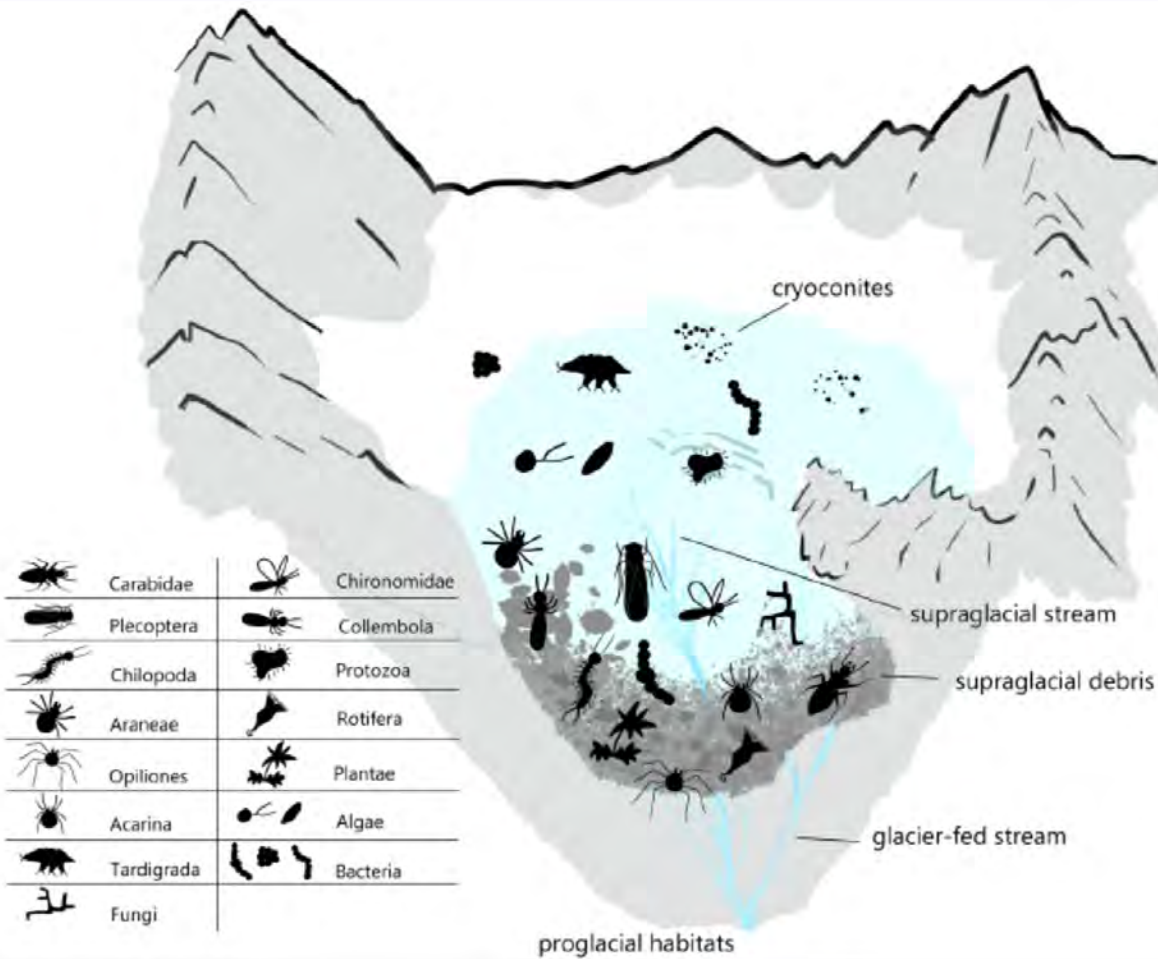 cryoconites
Carabidae Chironomidae
Plecoptera Collembola
supraglacial stream
Chilopoda Protozoa
supraglacial debris
Araneae Rotifera
Opiliones Plantae
Acarina Algae
glacier-fed stream
Tardigrada Bacteria
Fungi
proglacial habitats